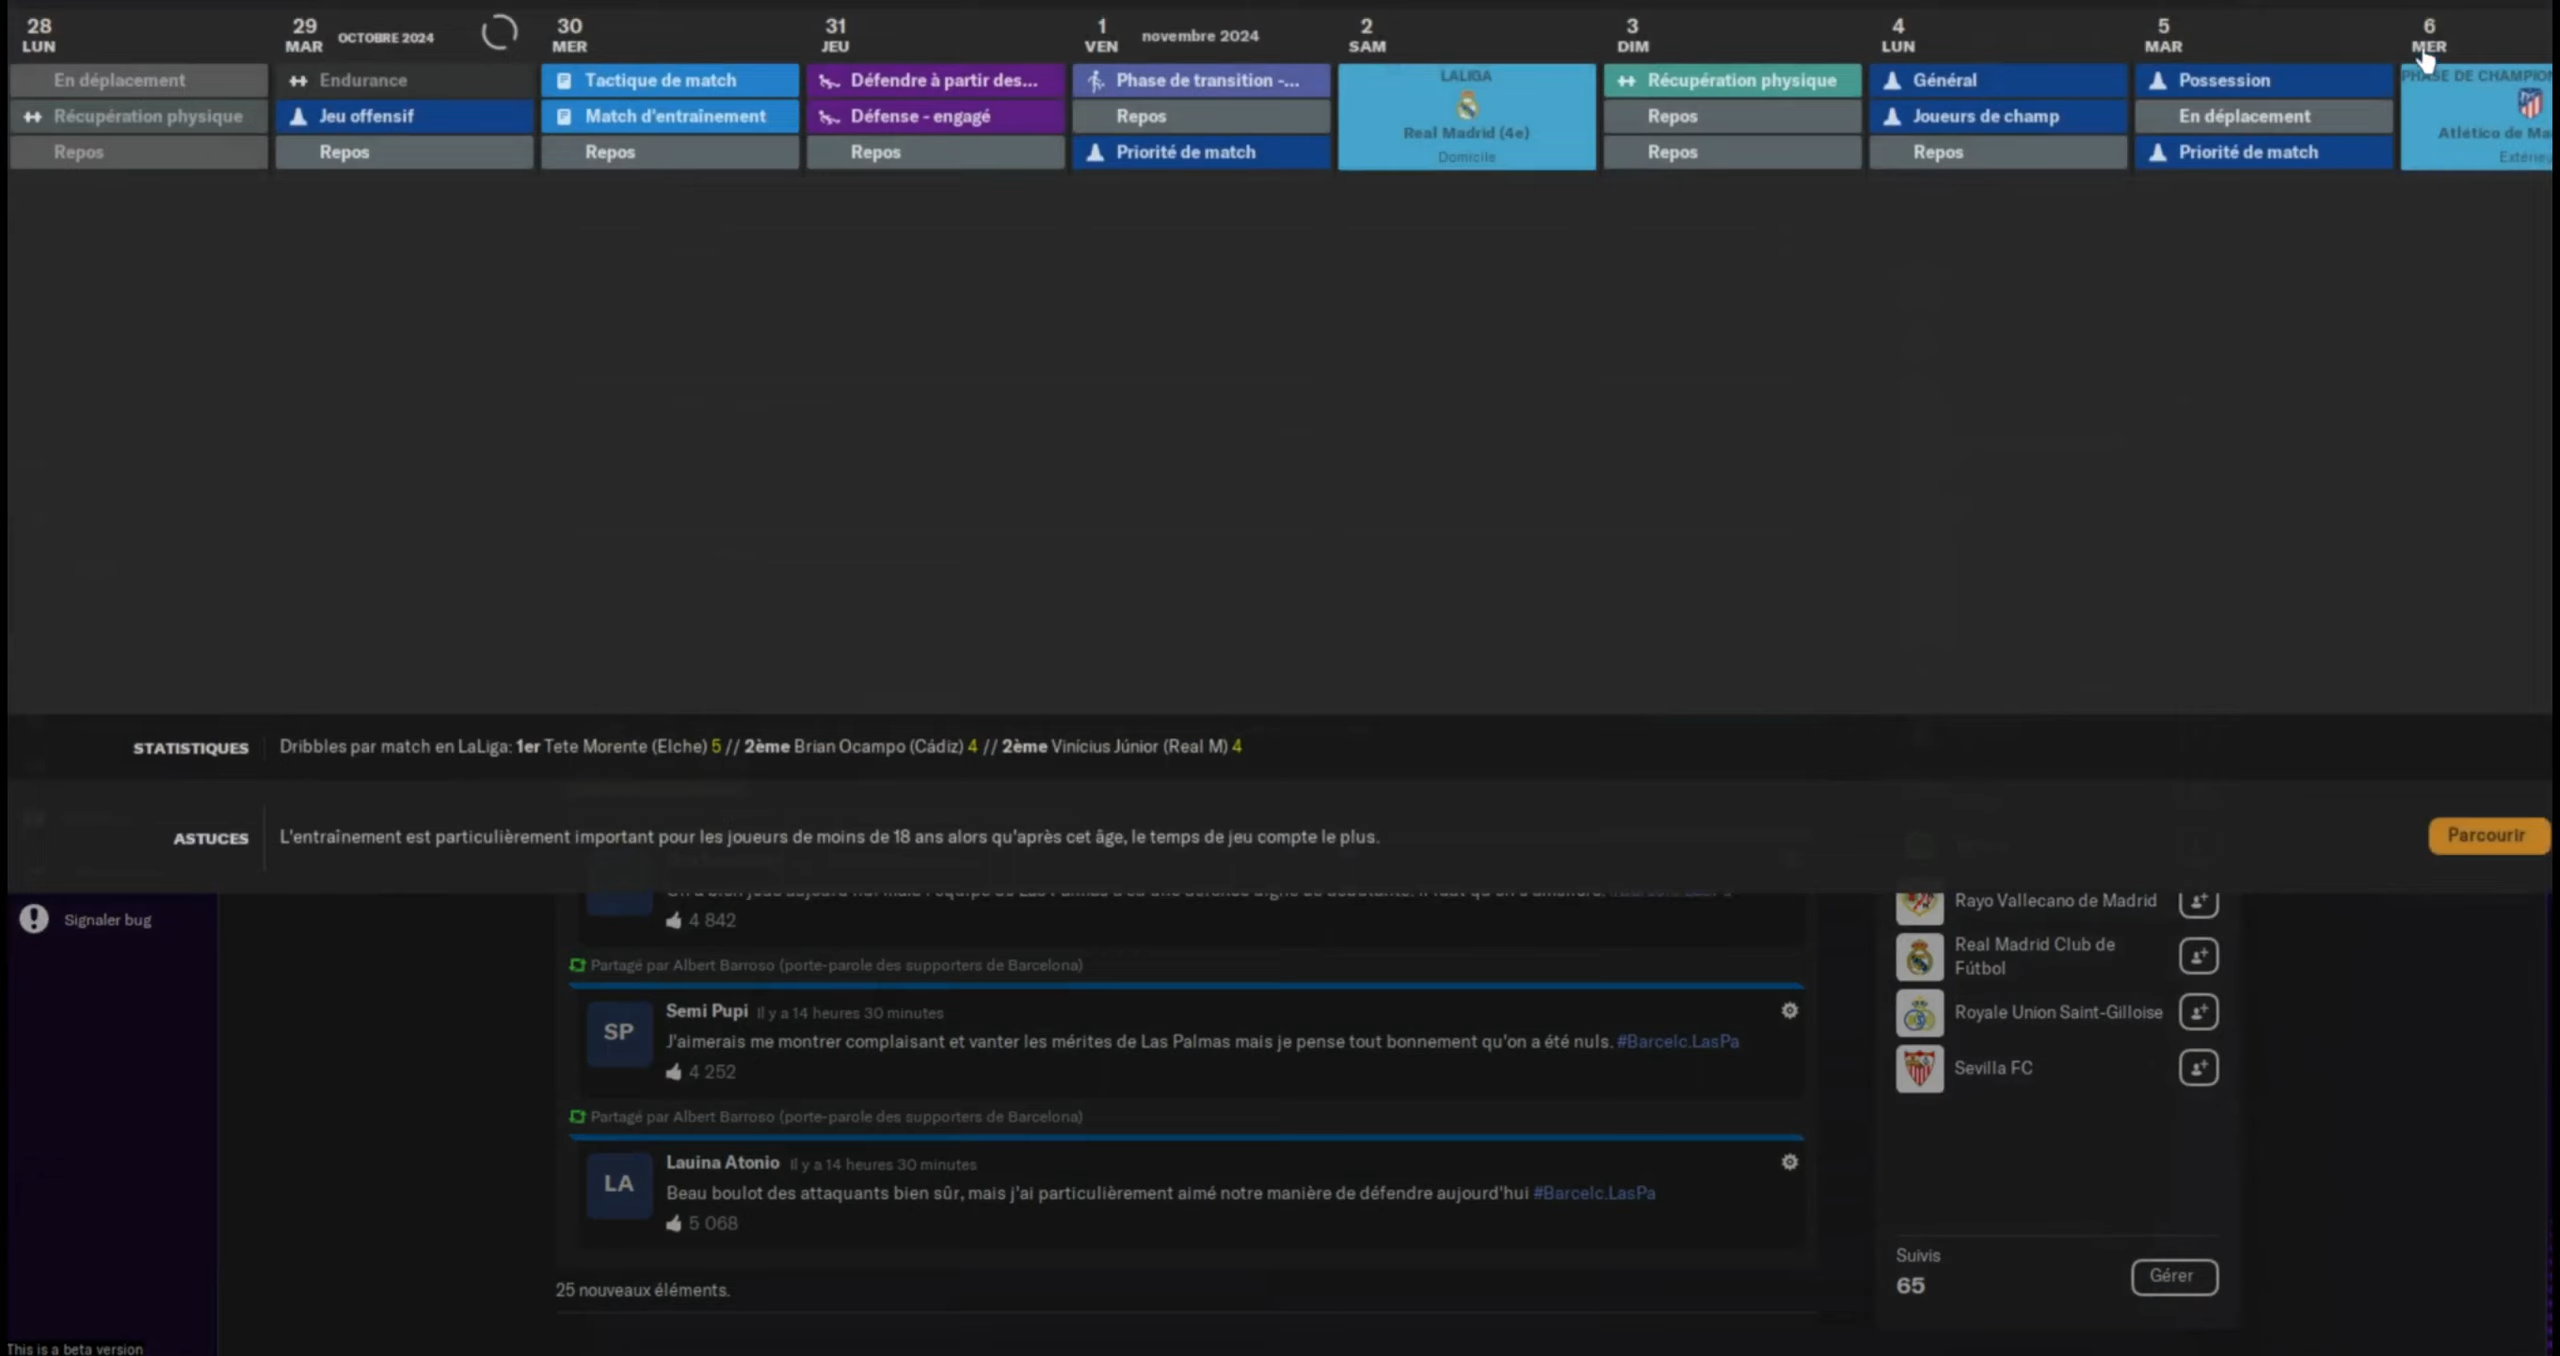 28
LUN
29
MAR OCTOBRE 2024
30
MER
31
JEU
1
VEN novembre 2024
2
SAM
3
DIM
4
LUN
5
MAR
6
MER
En déplacement
Récupération physique
Repos
Endurance
Jeu offensif
Repos
Tactique de match
Match d'entraînement
Repos
Défendre à partir des...
Défense - engagé
Repos
Phase de transition -...
Repos
Priorité de match
LALIGA
Real Madrid (4e)
Domicile
Récupération physique
Repos
Repos
Général
Joueurs de champ
Repos
Possession
En déplacement
Priorité de match
PHASE DE CHAMPION
Atlético de Ma
Extérieu
STATISTIQUES
Dribbles par match en LaLiga: 1er Tete Morente (Elche) 5 // 2ème Brian Ocampo (Cádiz) 4 // 2ème Vinícius Júnior (Real M) 4
ASTUCES
L'entraînement est particulièrement important pour les joueurs de moins de 18 ans alors qu'après cet âge, le temps de jeu compte le plus.
Parcourir
Signaler bug
4 842
Partagé par Albert Barroso (porte-parole des supporters de Barcelona)
SP
Semi Pupi Il y a 14 heures 30 minutes
J'aimerais me montrer complaisant et vanter les mérites de Las Palmas mais je pense tout bonnement qu'on a été nuls. #Barcelc.LasPa
4 252
Partagé par Albert Barroso (porte-parole des supporters de Barcelona)
LA
Lauina Atonio Il y a 14 heures 30 minutes
Beau boulot des attaquants bien sûr, mais j'ai particulièrement aimé notre manière de défendre aujourd'hui #Barcelc.LasPa
5 068
25 nouveaux éléments.
Rayo Vallecano de Madrid
Real Madrid Club de
Fútbol
Royale Union Saint-Gilloise
Sevilla FC
Suivis
65
Gérer
This is a beta version